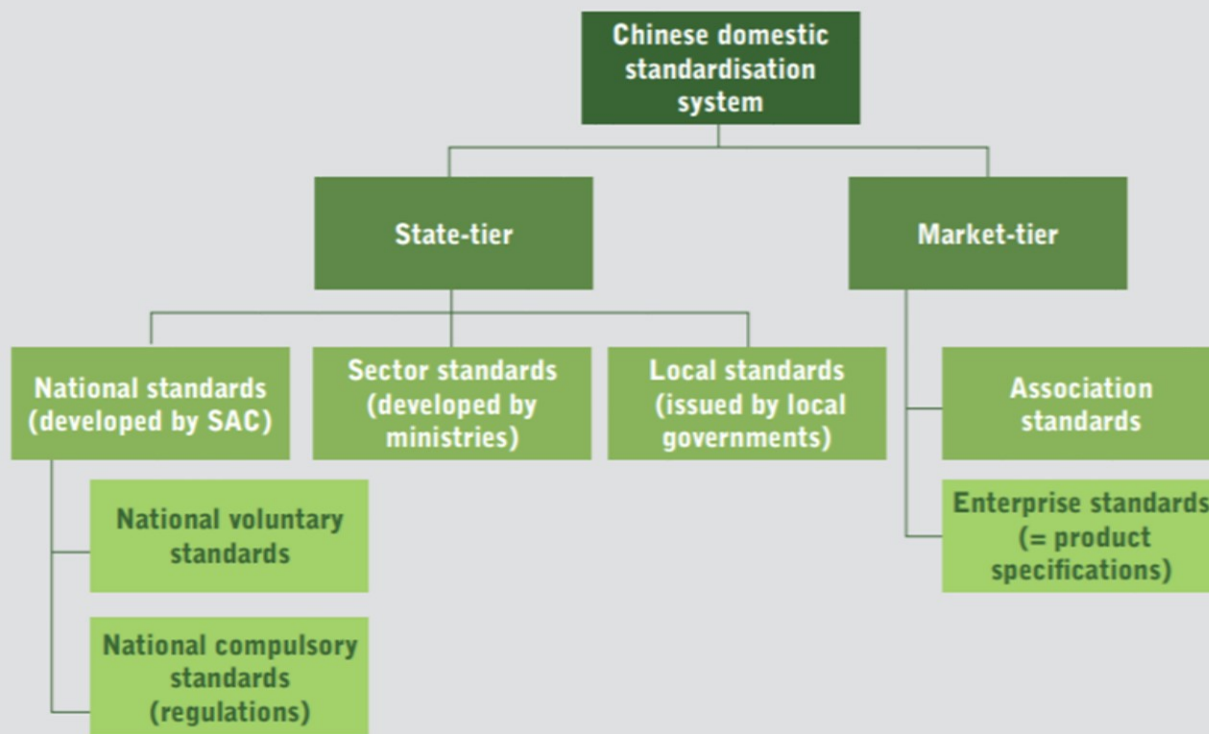 Chinese domestic
standardisation
system
State-tier
Market-tier
National standards
(developed by SAC)
Sector standards
(developed by
ministries)
Local standards
(issued by local
governments)
Association
standards
National voluntary
standards
Enterprise standards
(= product
specifications)
National compulsory
standards
(regulations)